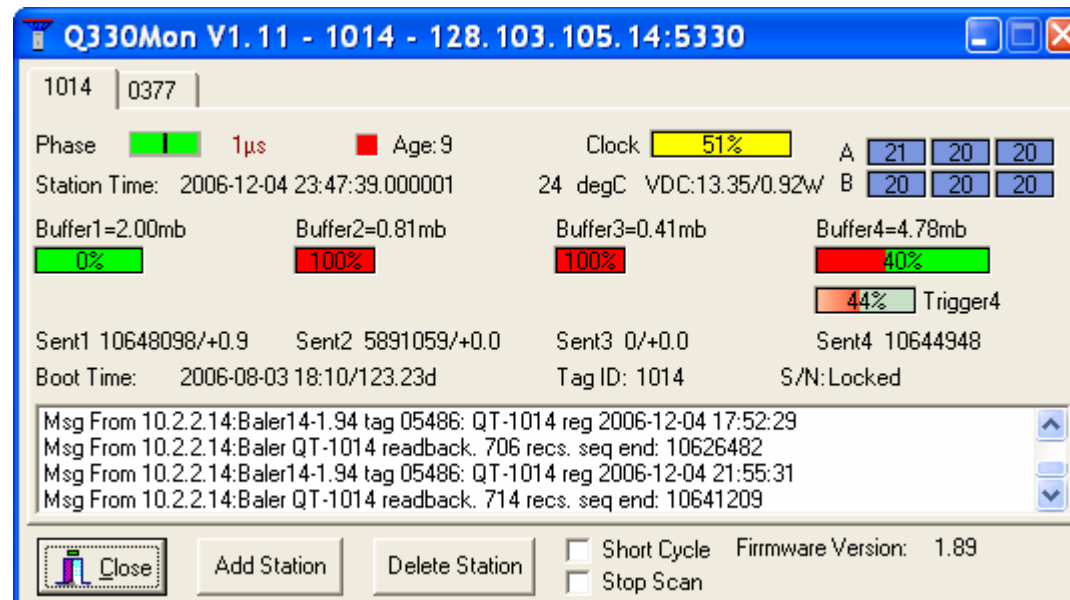 Q330Mon V1.11 - 1014 - 128.103.105.14:5330
1014 0377
Phase 1µs Age: 9 Clock 51% A 21 20 20
Station Time: 2006-12-04 23:47:39.000001 24 degC VDC:13.35/0.92W B 20 20 20
Buffer1=2.00mb Buffer2=0.81mb Buffer3=0.41mb Buffer4=4.78mb
0% 100% 100% 40%
44% Trigger4
Sent1 10648098/+0.9 Sent2 5891059/+0.0 Sent3 0/+0.0 Sent4 10644948
Boot Time: 2006-08-03 18:10/123.23d Tag ID: 1014 S/N:Locked
Msg From 10.2.2.14:Baler14-1.94 tag 05486: QT-1014 reg 2006-12-04 17:52:29
Msg From 10.2.2.14:Baler QT-1014 readback. 706 recs. seq end: 10626482
Msg From 10.2.2.14:Baler14-1.94 tag 05486: QT-1014 reg 2006-12-04 21:55:31
Msg From 10.2.2.14:Baler QT-1014 readback. 714 recs. seq end: 10641209
Close Add Station Delete Station Short Cycle Firrmware Version: 1.89
Stop Scan